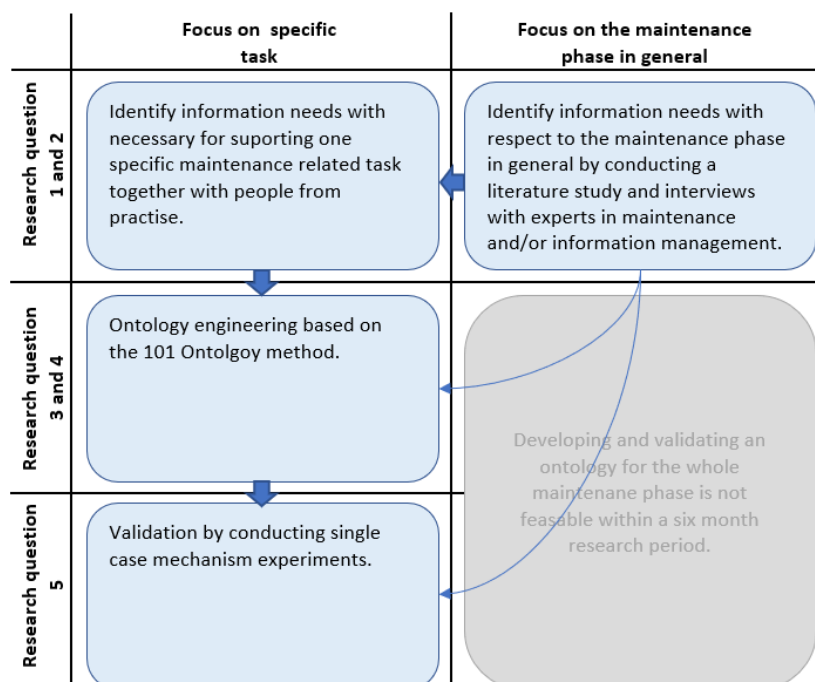 Focus on  specific
task
Focus on the maintenance
phase in general
Research question
1 and 2
Identify information needs with
necessary for suporting one
specific maintenance related task
together with people from
practise.
Identify information needs with
respect to the maintenance phase
in general by conducting a
literature study and interviews
with experts in maintenance
and/or information management.
Research question
3 and 4
Ontology engineering based on
the 101 Ontolgoy method.
Developing and validating an
ontology for the whole
maintenane phase is not
feasable within a six month
research period.
Research question
5
Validation by conducting single
case mechanism experiments.